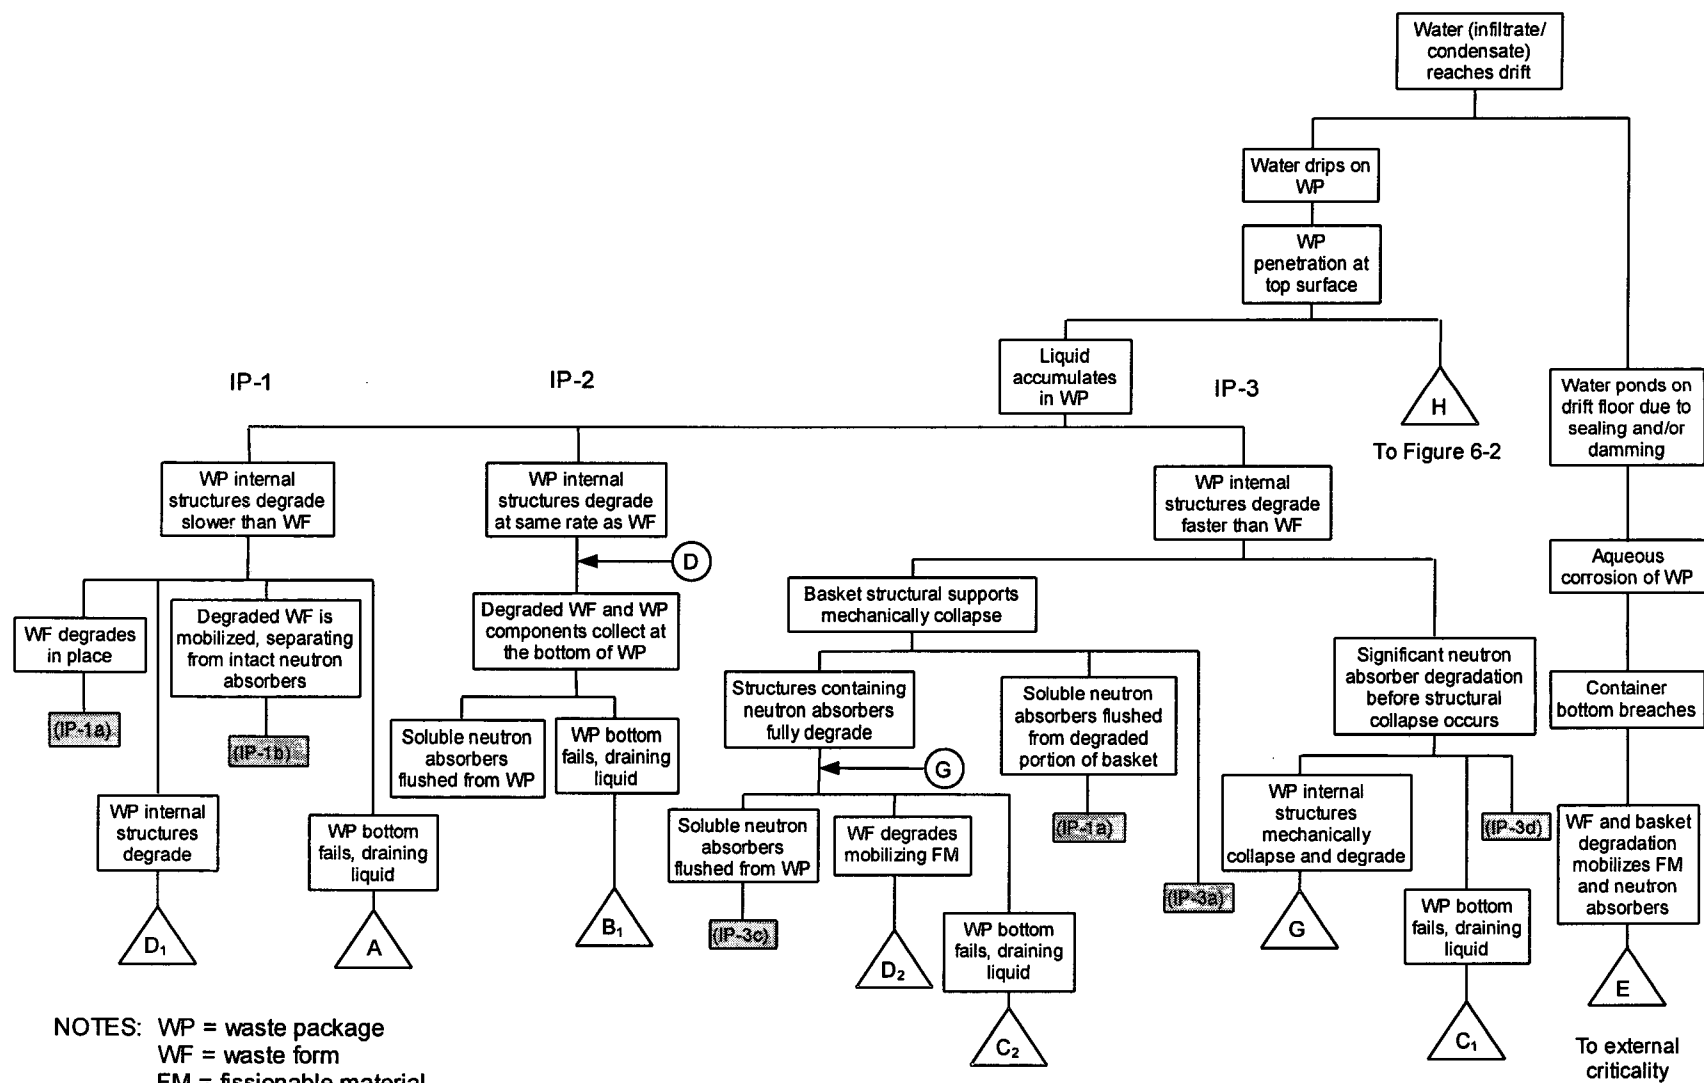 Water (infiltrate/
condensate)
reaches drift
Water drips on
WP
WP
penetration at
top surface
Liquid
accumulates
in WP
H
To Figure 6-2
Water ponds on
drift floor due to
sealing and/or
damming
IP-1
IP-2
IP-3
WP internal
structures degrade
slower than WF
WP internal
structures degrade
at same rate as WF
WP internal
structures degrade
faster than WF
D
Aqueous
corrosion of WP
WF degrades
in place
Degraded WF is
mobilized, separating
from intact neutron
absorbers
Degraded WF and WP
components collect at
the bottom of WP
Basket structural supports
mechanically collapse
Significant neutron
absorber degradation
before structural
collapse occurs
Container
bottom breaches
(IP-1a)
(IP-1b)
Soluble neutron
absorbers
flushed from WP
WP bottom
fails, draining
liquid
Structures containing
neutron absorbers
fully degrade
Soluble neutron
absorbers flushed
from degraded
portion of basket
G
WP internal
structures
degrade
WP bottom
fails, draining
liquid
Soluble neutron
absorbers
flushed from WP
WF degrades
mobilizing FM
(IP-1a)
WP internal
structures
mechanically
collapse and degrade
(IP-3d)
WF and basket
degradation
mobilizes FM
and neutron
absorbers
(IP-3a)
(IP-3c)
WP bottom
fails, draining
liquid
WP bottom
fails, draining
liquid
D1
A
B1
D2
C2
G
C1
E
To external
criticality
NOTES: WP = waste package
WF = waste form
FM = fissionable material